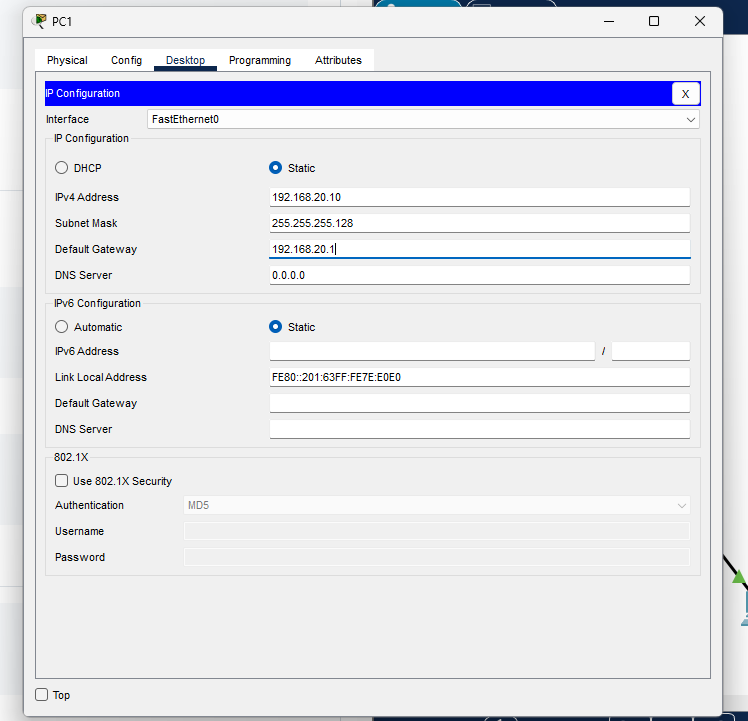 PC1
Physical Config Desktop Programming Attributes
IP Configuration X
Interface FastEthernet0
IP Configuration
DHCP Static
IPv4 Address 192.168.20.10
Subnet Mask 255.255.255.128
Default Gateway 192.168.20.1
DNS Server 0.0.0.0
IPv6 Configuration
Automatic Static
IPv6 Address /
Link Local Address FE80::201:63FF:FE7E:E0E0
Default Gateway
DNS Server
802.1X
Use 802.1X Security
Authentication MD5
Username
Password
Top